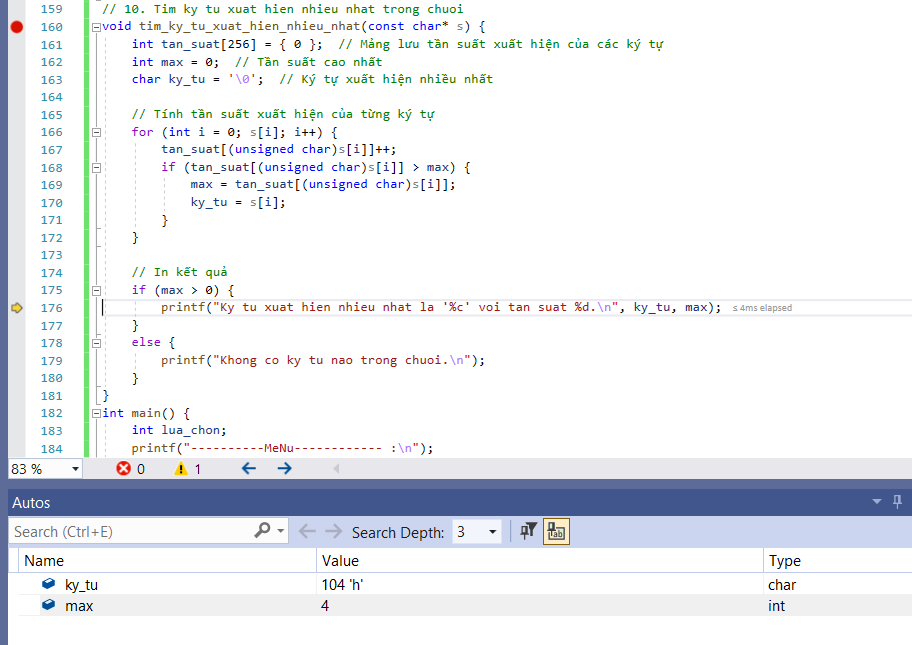 159 // 10. Tim ky tu xuat hien nhieu nhat trong chuoi
160 void tim_ky_tu_xuat_hien_nhieu_nhat(const char* s) {
161 int tan_suat[256] = { 0 }; // Mảng lưu tần suất xuất hiện của các ký tự
162 int max = 0; // Tần suất cao nhất
163 char ky_tu = '\0'; // Ký tự xuất hiện nhiều nhất
164
165 // Tính tần suất xuất hiện của từng ký tự
166 for (int i = 0; s[i]; i++) {
167 tan_suat[(unsigned char)s[i]]++;
168 if (tan_suat[(unsigned char)s[i]] > max) {
169 max = tan_suat[(unsigned char)s[i]];
170 ky_tu = s[i];
171 }
172 }
173
174 // In kết quả
175 if (max > 0) {
176 printf("Ky tu xuat hien nhieu nhat la '%c' voi tan suat %d.\n", ky_tu, max); s 4ms elapsed
177 }
178 else {
179 printf("Khong co ky tu nao trong chuoi.\n");
180 }
181 }
182 int main() {
183 int lua_chon;
184 printf("----------MeNu------------ :\n");
83 % 0 1
Autos
Search (Ctrl+E) Search Depth: 3
Name Value Type
ky_tu 104 'h' char
max 4 int